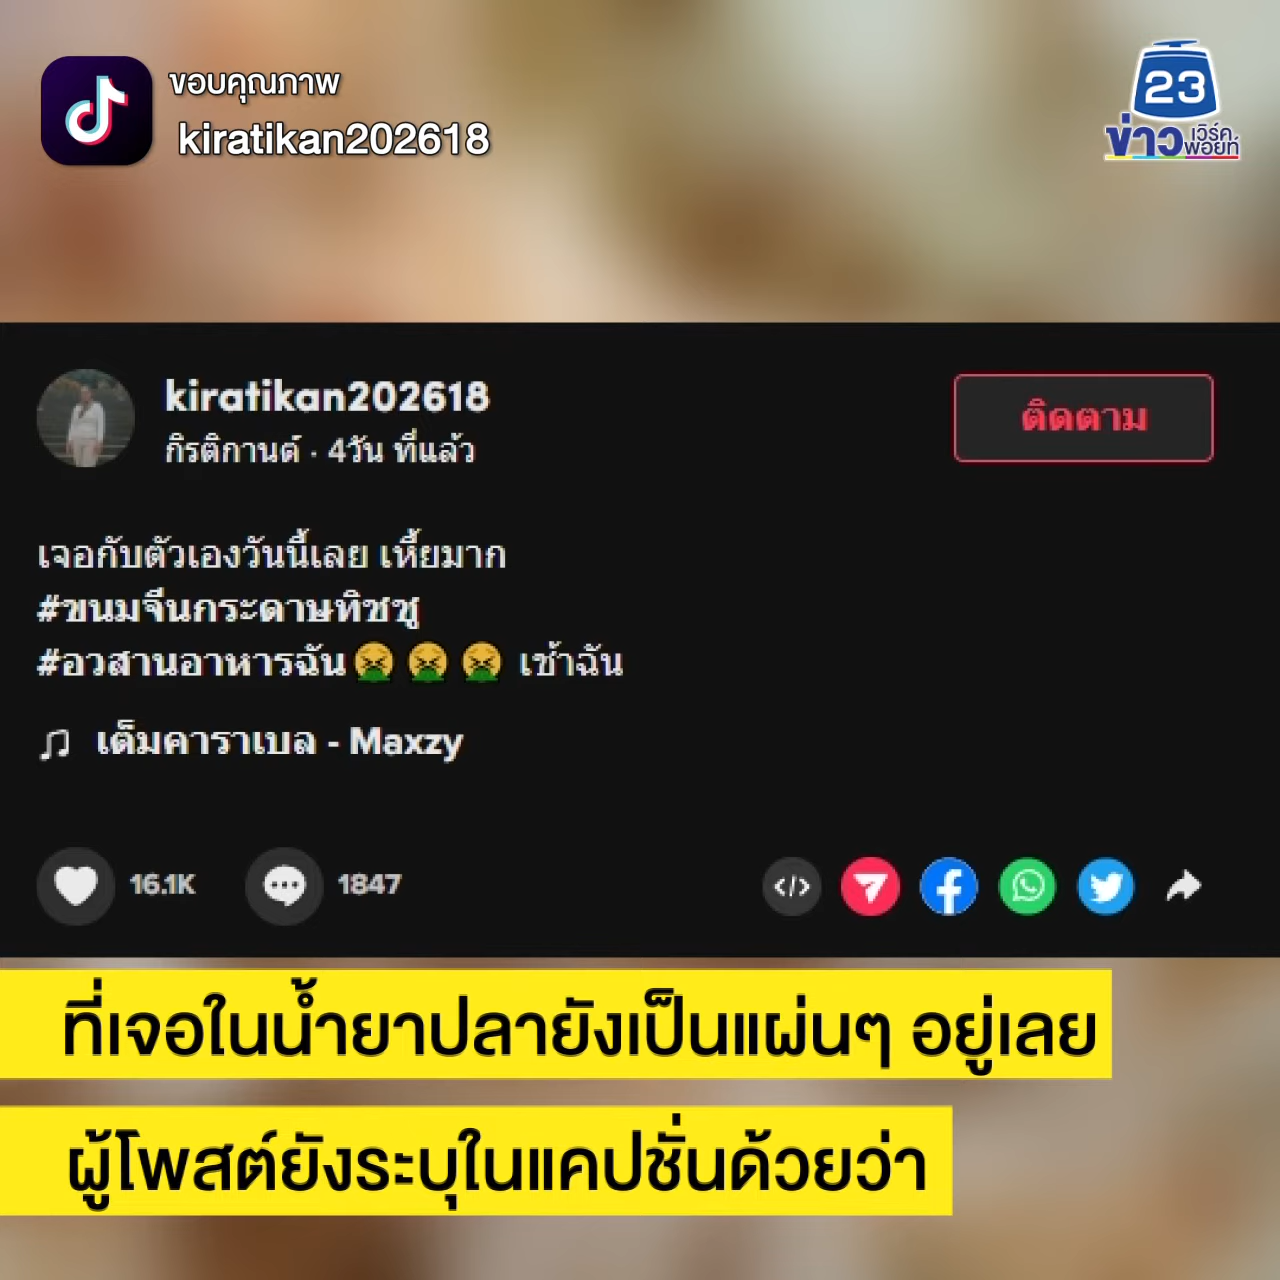 ขอบคุณภาพ
kiratikan202618
23
ข่าวเวิร์คพอยท์
kiratikan202618
กิรติกานต์ · 4วัน ที่แล้ว
ติดตาม
เจอกับตัวเองวันนี้เลย เหี้ยมาก
#ขนมจีนกระดาษทิชชู
#อวสานอาหารฉัน🤮🤮🤮 เช้าฉัน
♫ เต็มคาราเบล - Maxzy
16.1K
1847
ที่เจอในน้ำยาปลายังเป็นแผ่นๆ อยู่เลย
ผู้โพสต์ยังระบุในแคปชั่นด้วยว่า